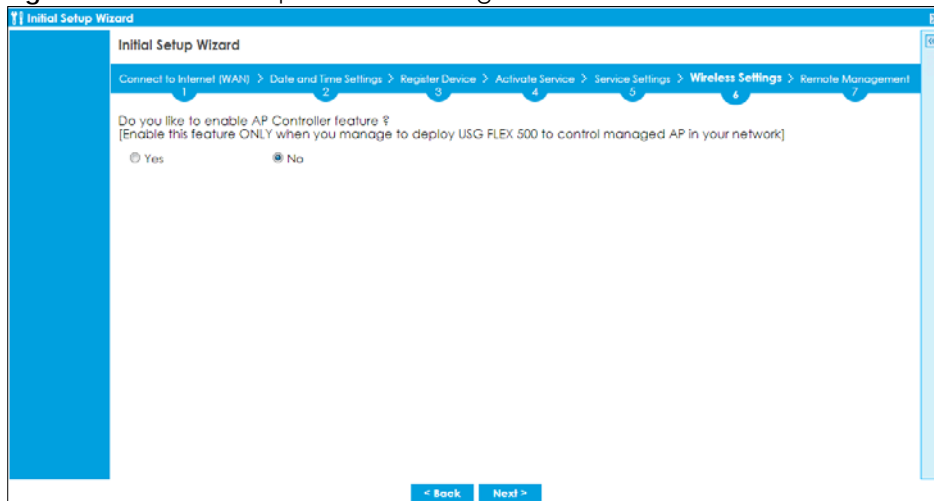 Initial Setup Wizard
Initial Setup Wizard
Connect to Internet (WAN) > Date and Time Settings > Register Device > Activate Service > Service Settings > Wireless Settings > Remote Management
1 2 3 4 5 6 7
Do you like to enable AP Controller feature ?
[Enable this feature ONLY when you manage to deploy USG FLEX 500 to control managed AP in your network]
Yes No
< Back Next >